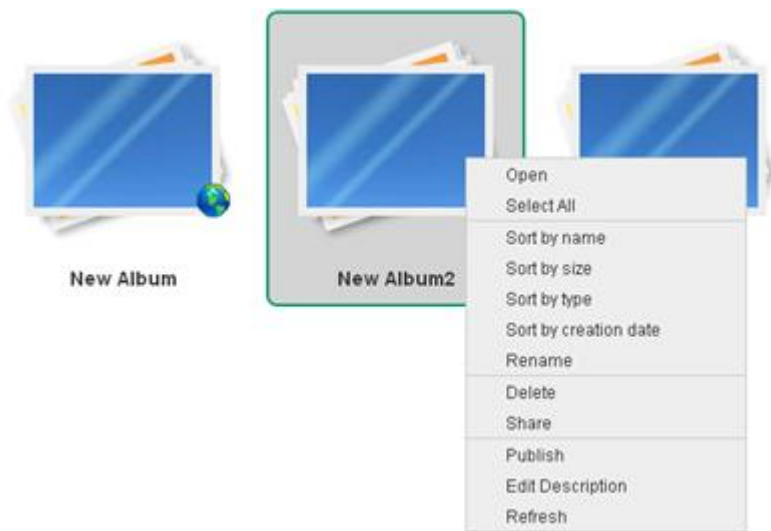 New Album
New Album2
Open
Select All
Sort by name
Sort by size
Sort by type
Sort by creation date
Rename
Delete
Share
Publish
Edit Description
Refresh